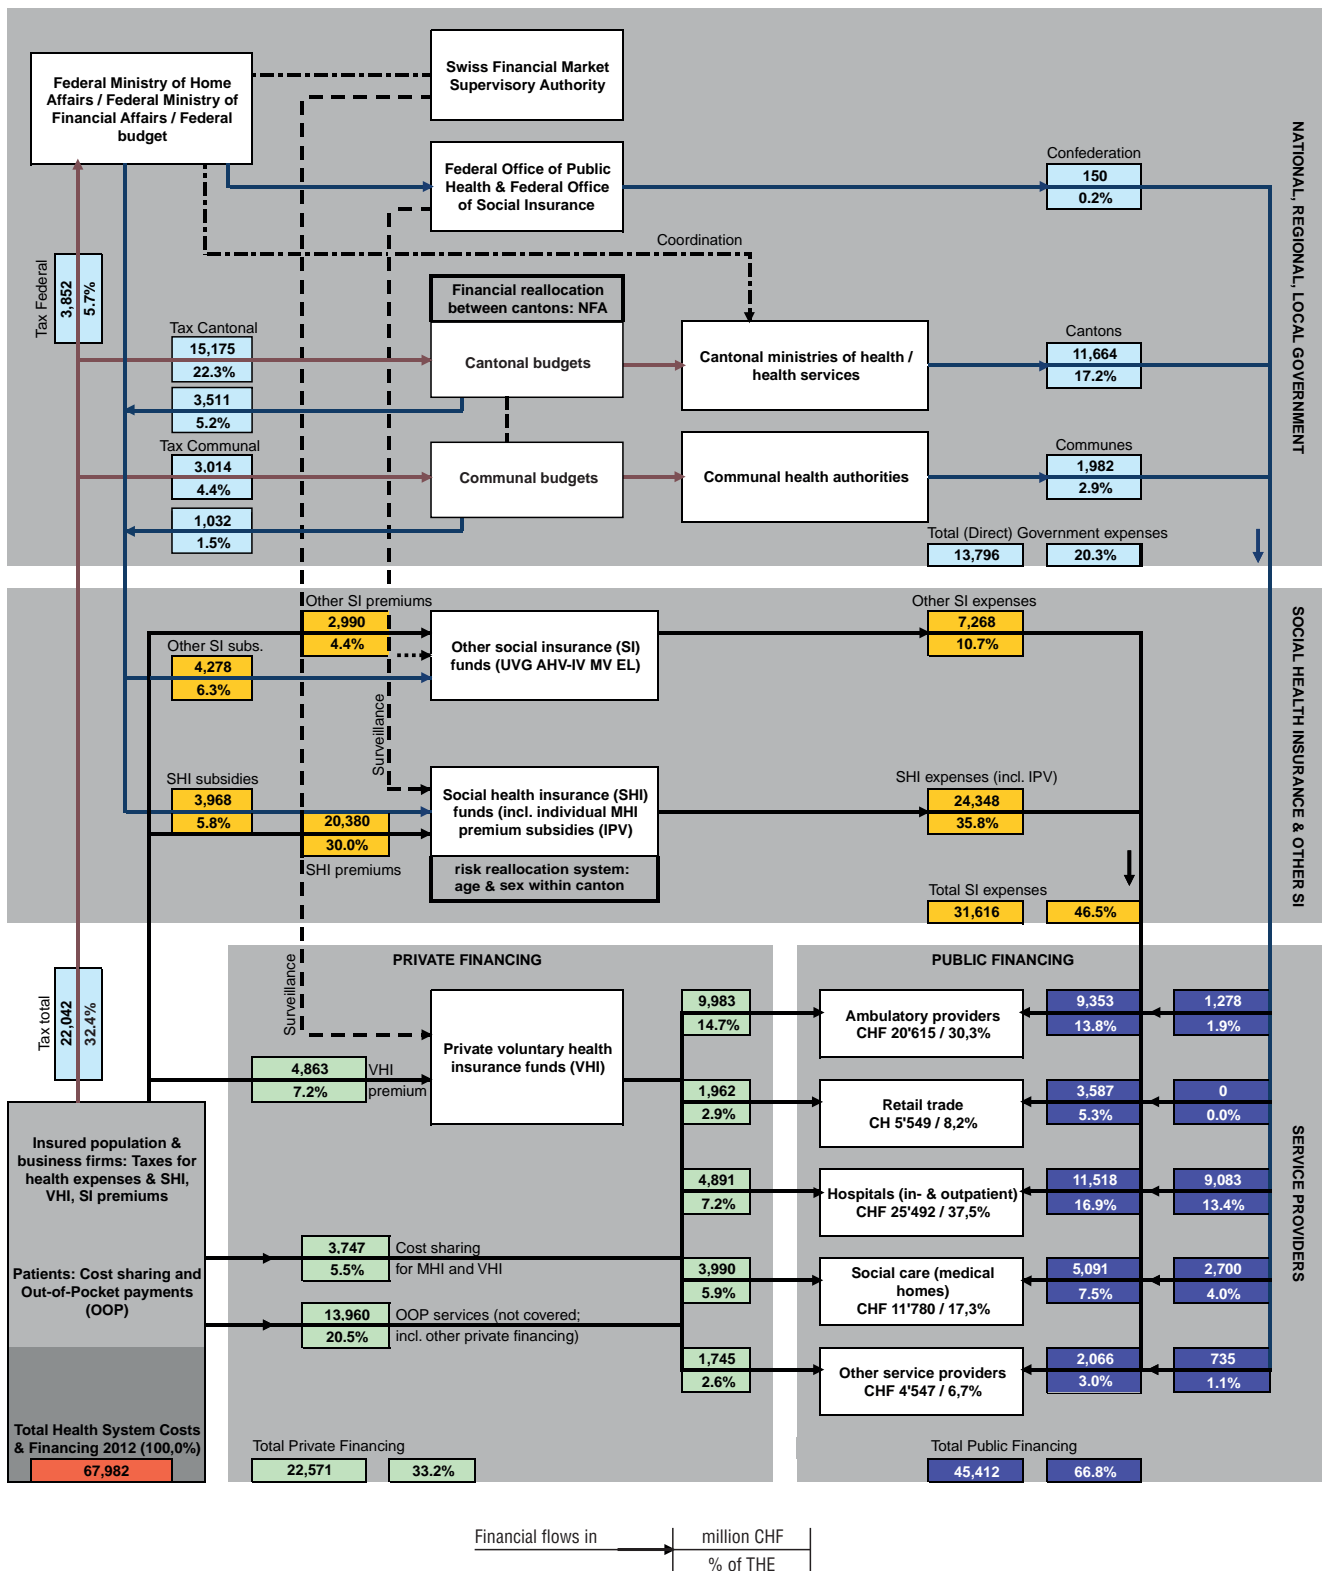 Swiss Financial Market
Supervisory Authority
Federal Ministry of Home
Affairs / Federal Ministry of
Financial Affairs / Federal
budget
Federal Office of Public
Health & Federal Office
of Social Insurance
Confederation
150
0.2%
NATIONAL, REGIONAL, LOCAL GOVERNMENT
Coordination
Tax Federal
3,852
5.7%
Financial reallocation
between cantons: NFA
Tax Cantonal
15,175
22.3%
Cantonal budgets
Cantonal ministries of health /
health services
Cantons
11,664
17.2%
3,511
5.2%
Tax Communal
3,014
4.4%
Communal budgets
Communal health authorities
Communes
1,982
2.9%
1,032
1.5%
Total (Direct) Government expenses
13,796
20.3%
Other SI premiums
2,990
4.4%
Other social insurance (SI)
funds (UVG AHV-IV MV EL)
Other SI expenses
7,268
10.7%
Other SI subs.
4,278
6.3%
SOCIAL HEALTH INSURANCE & OTHER SI
Surveillance
SHI subsidies
3,968
5.8%
20,380
30.0%
SHI premiums
Social health insurance (SHI)
funds (incl. individual MHI
premium subsidies (IPV)
risk reallocation system:
age & sex within canton
SHI expenses (incl. IPV)
24,348
35.8%
Total SI expenses
31,616
46.5%
PRIVATE FINANCING
PUBLIC FINANCING
Tax total
22,042
32.4%
Surveillance
Private voluntary health
insurance funds (VHI)
4,863
7.2%
VHI
premium
9,983
14.7%
Ambulatory providers
CHF 20'615 / 30,3%
9,353
13.8%
1,278
1.9%
1,962
2.9%
Retail trade
CH 5'549 / 8,2%
3,587
5.3%
0
0.0%
Insured population &
business firms: Taxes for
health expenses & SHI,
VHI, SI premiums
4,891
7.2%
Hospitals (in- & outpatient)
CHF 25'492 / 37,5%
11,518
16.9%
9,083
13.4%
SERVICE PROVIDERS
Patients: Cost sharing and
Out-of-Pocket payments
(OOP)
3,747
5.5%
Cost sharing
for MHI and VHI
3,990
5.9%
Social care (medical
homes)
CHF 11'780 / 17,3%
5,091
7.5%
2,700
4.0%
13,960
20.5%
OOP services (not covered;
incl. other private financing)
1,745
2.6%
Other service providers
CHF 4'547 / 6,7%
2,066
3.0%
735
1.1%
Total Health System Costs
& Financing 2012 (100,0%)
67,982
Total Private Financing
22,571
33.2%
Total Public Financing
45,412
66.8%
Financial flows in
million CHF
% of THE